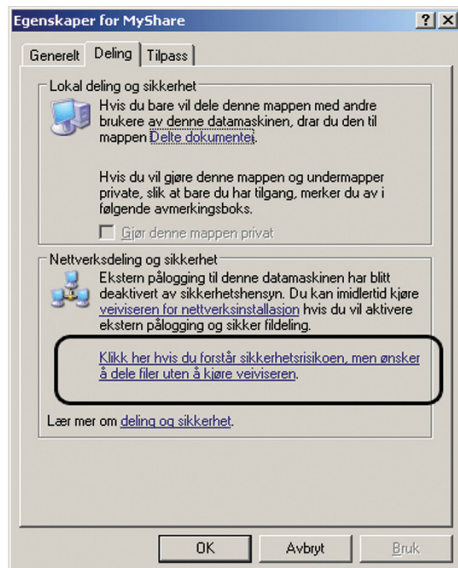 Egenskaper for MyShare
Generelt Deling Tilpass
Lokal deling og sikkerhet
Hvis du bare vil dele denne mappen med andre
brukere av denne datamaskinen, drar du den til
mappen Delte dokumenter.
Hvis du vil gjøre denne mappen og undermapper
private, slik at bare du har tilgang, merker du av i
følgende avmerkingsboks.
Gjør denne mappen privat
Nettverksdeling og sikkerhet
Ekstern pålogging til denne datamaskinen har blitt
deaktivert av sikkerhetshensyn. Du kan imidlertid kjøre
veiviseren for nettverksinstallasjon hvis du vil aktivere
ekstern pålogging og sikker fildeling.
Klikk her hvis du forstår sikkerhetsrisikoen, men ønsker
å dele filer uten å kjøre veiviseren.
Lær mer om deling og sikkerhet.
OK Avbryt Bruk